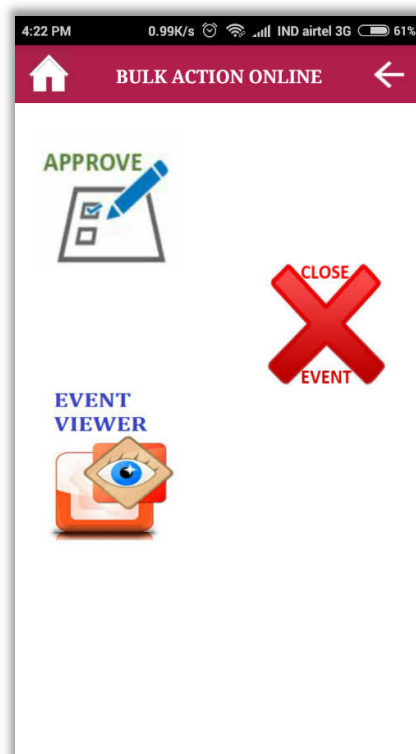 4:22 PM 0.99K/s IND airtel 3G 61%
BULK ACTION ONLINE
APPROVE
CLOSE
EVENT
EVENT
VIEWER